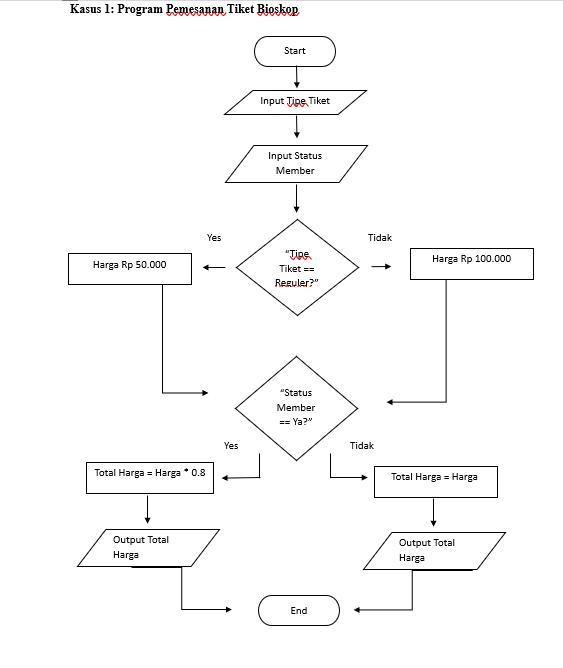 Kasus 1: Program Pemesanan Tiket Bioskop
Start
Input Tipe Tiket
Input Status
Member
Yes
Tidak
"Tipe
Tiket ==
Reguler?"
Harga Rp 50.000
Harga Rp 100.000
"Status
Member
== Ya?"
Yes
Tidak
Total Harga = Harga * 0.8
Total Harga = Harga
Output Total
Harga
Output Total
Harga
End